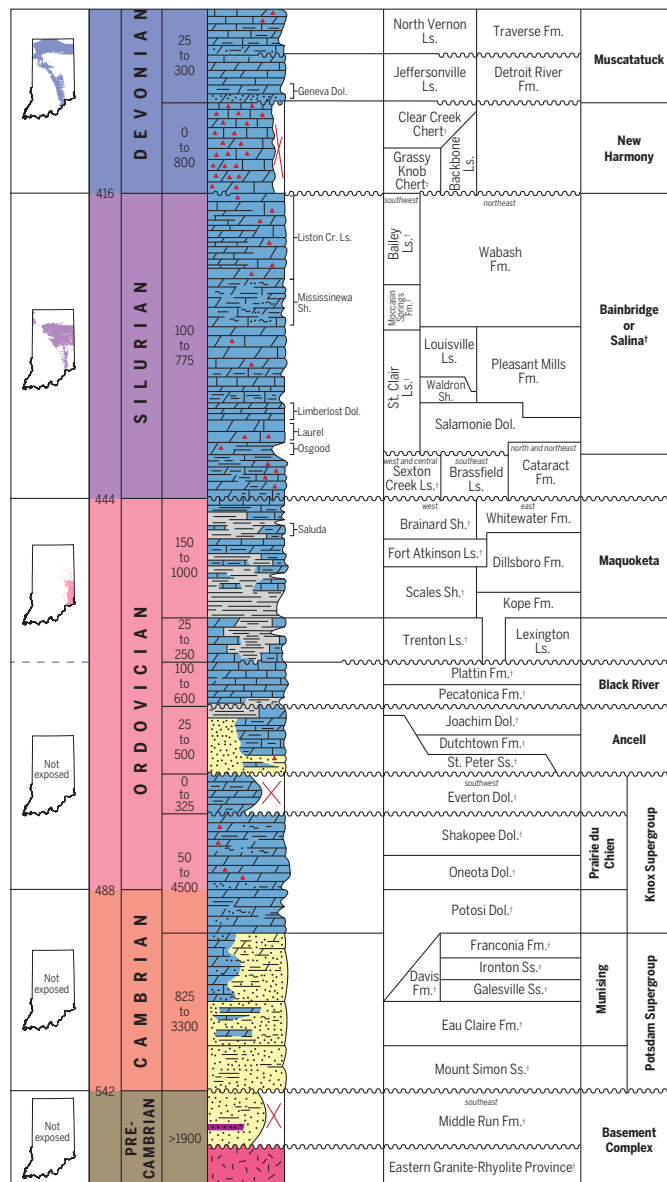 DEVONIAN
25
to
300
Geneva Dol.
North Vernon
Ls.
Traverse Fm.
Jeffersonville
Ls.
Detroit River
Fm.
Muscatatuck
0
to
800
Clear Creek
Chert†
Grassy
Knob
Chert†
Backbone
Ls.
New
Harmony
416
SILURIAN
100
to
775
Liston Cr. Ls.
Mississinewa
Sh.
Limberlost Dol.
Laurel
Osgood
southwest
northeast
Bailey
Ls.†
Wabash
Fm.
Moccasin
Springs
Fm.†
St. Clair
Ls.†
Louisville
Ls.
Waldron
Sh.
Pleasant Mills
Fm.
Salamonie Dol.
Bainbridge
or
Salina†
west and central
Sexton
Creek Ls.†
southeast
Brassfield
Ls.
north and northeast
Cataract
Fm.
444
ORDOVICIAN
150
to
1000
Saluda
west
Brainard Sh.†
east
Whitewater Fm.
Fort Atkinson Ls.†
Dillsboro Fm.
Scales Sh.†
Kope Fm.
Maquoketa
25
to
250
Trenton Ls.†
Lexington
Ls.
100
to
600
Plattin Fm.†
Pecatonica Fm.†
Black River
25
to
500
Joachim Dol.†
Dutchtown Fm.†
St. Peter Ss.†
Ancell
Not
exposed
0
to
325
southwest
Everton Dol.†
50
to
4500
Shakopee Dol.†
Oneota Dol.†
Prairie du
Chien
Knox Supergroup
488
Potosi Dol.†
CAMBRIAN
Not
exposed
825
to
3300
Davis
Fm.†
Franconia Fm.†
Ironton Ss.†
Galesville Ss.†
Eau Claire Fm.†
Mount Simon Ss.†
Munising
Potsdam Supergroup
542
PRE-
CAMBRIAN
Not
exposed
>1900
southeast
Middle Run Fm.†
Eastern Granite-Rhyolite Province†
Basement
Complex